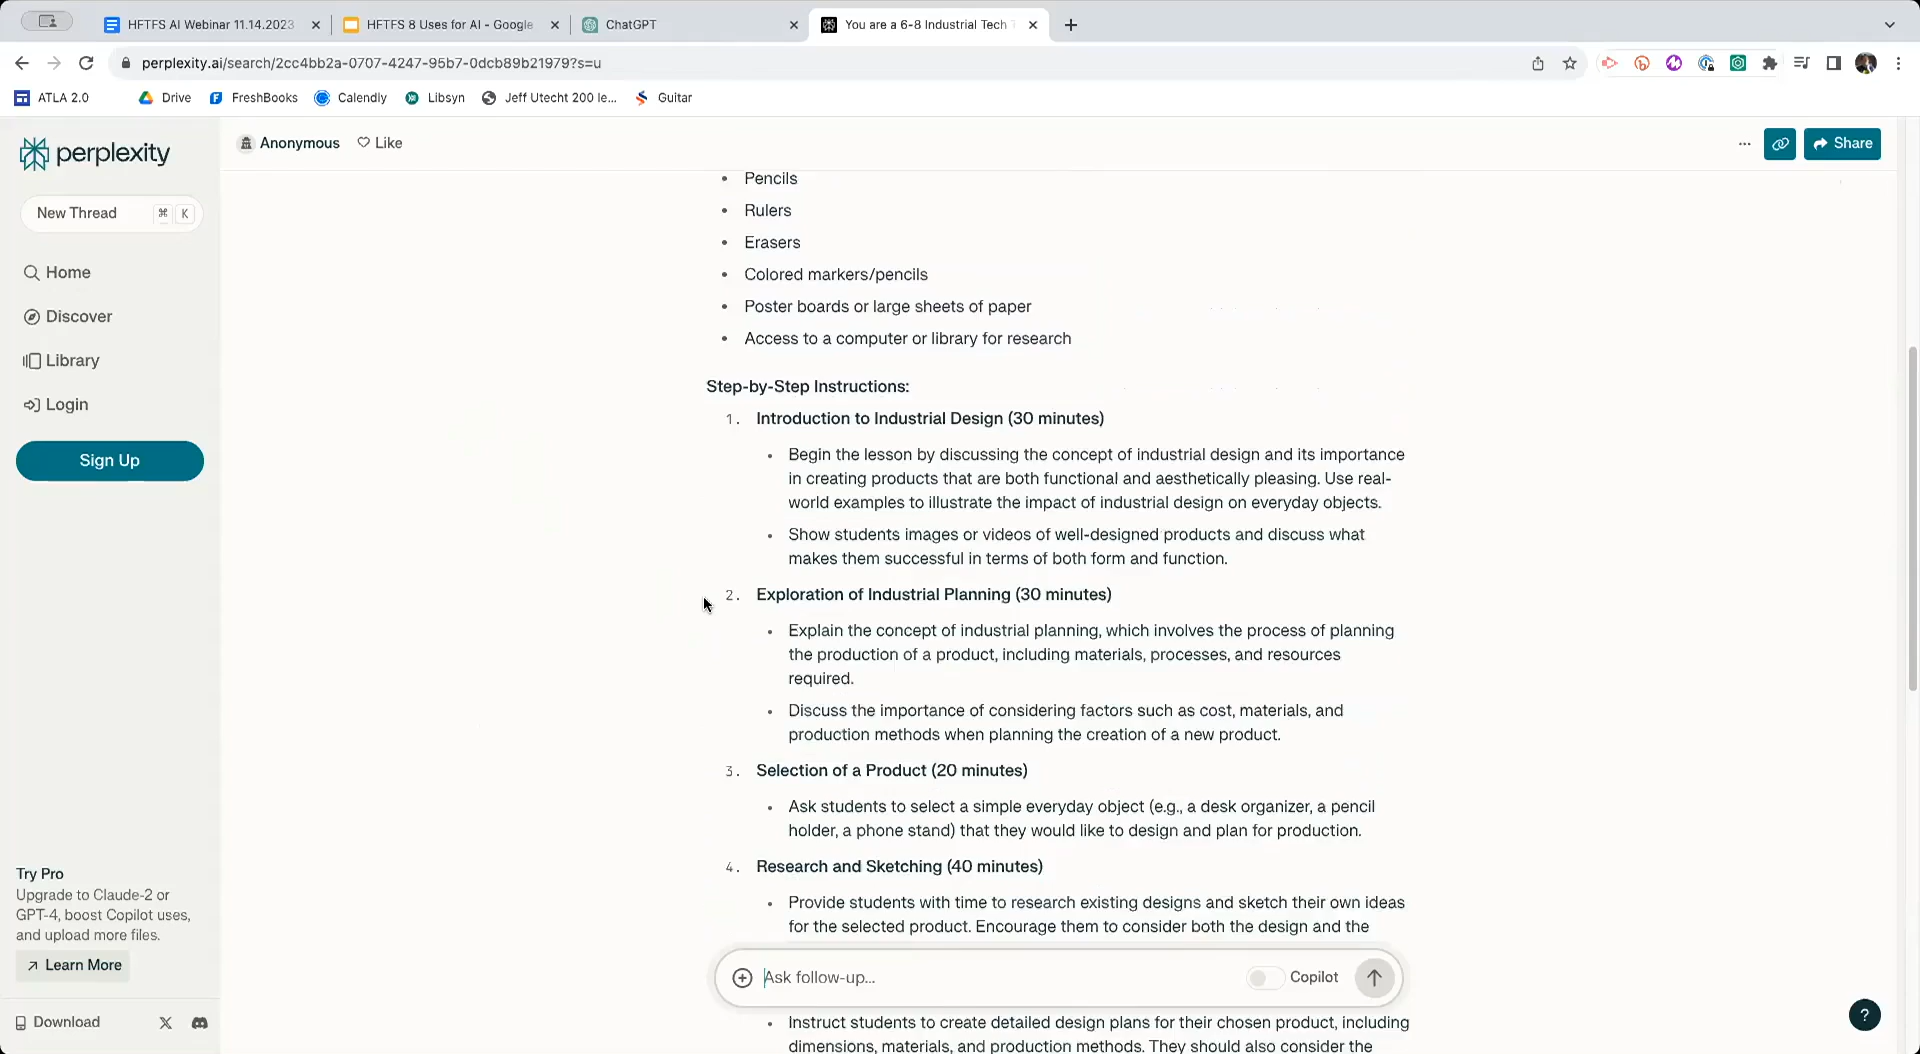 HFTFS AI Webinar 11.14.2023
HFTFS 8 Uses for AI - Google
ChatGPT
You are a 6-8 Industrial Tech T
perplexity.ai/search/2cc4bb2a-0707-4247-95b7-0dcb89b21979?s=u
ATLA 2.0
Drive
FreshBooks
Calendly
Libsyn
Jeff Utecht 200 le...
Guitar
perplexity
New Thread
⌘ K
Home
Discover
Library
Login
Sign Up
Try Pro
Upgrade to Claude-2 or
GPT-4, boost Copilot uses,
and upload more files.
Learn More
Download
Anonymous
Like
...
Share
• Pencils
• Rulers
• Erasers
• Colored markers/pencils
• Poster boards or large sheets of paper
• Access to a computer or library for research
Step-by-Step Instructions:
1. Introduction to Industrial Design (30 minutes)
• Begin the lesson by discussing the concept of industrial design and its importance
in creating products that are both functional and aesthetically pleasing. Use real-
world examples to illustrate the impact of industrial design on everyday objects.
• Show students images or videos of well-designed products and discuss what
makes them successful in terms of both form and function.
2. Exploration of Industrial Planning (30 minutes)
• Explain the concept of industrial planning, which involves the process of planning
the production of a product, including materials, processes, and resources
required.
• Discuss the importance of considering factors such as cost, materials, and
production methods when planning the creation of a new product.
3. Selection of a Product (20 minutes)
• Ask students to select a simple everyday object (e.g., a desk organizer, a pencil
holder, a phone stand) that they would like to design and plan for production.
4. Research and Sketching (40 minutes)
• Provide students with time to research existing designs and sketch their own ideas
for the selected product. Encourage them to consider both the design and the
Ask follow-up...
Copilot
• Instruct students to create detailed design plans for their chosen product, including
dimensions, materials, and production methods. They should also consider the
?